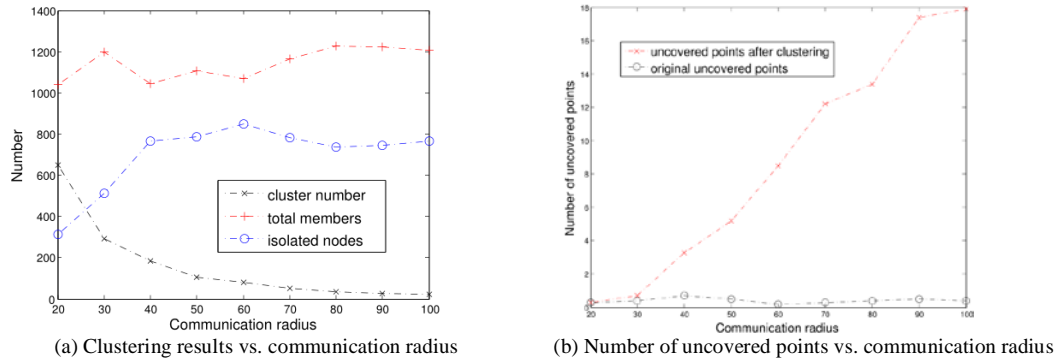 1400
1200
1000
800
600
400
200
0
Number
cluster number
total members
isolated nodes
20 30 40 50 60 70 80 90 100
Communication radius
(a) Clustering results vs. communication radius
18
16
14
12
10
8
6
4
2
0
Number of uncovered points
uncovered points after clustering
original uncovered points
20 30 40 50 60 70 80 90 100
Communication radius
(b) Number of uncovered points vs. communication radius